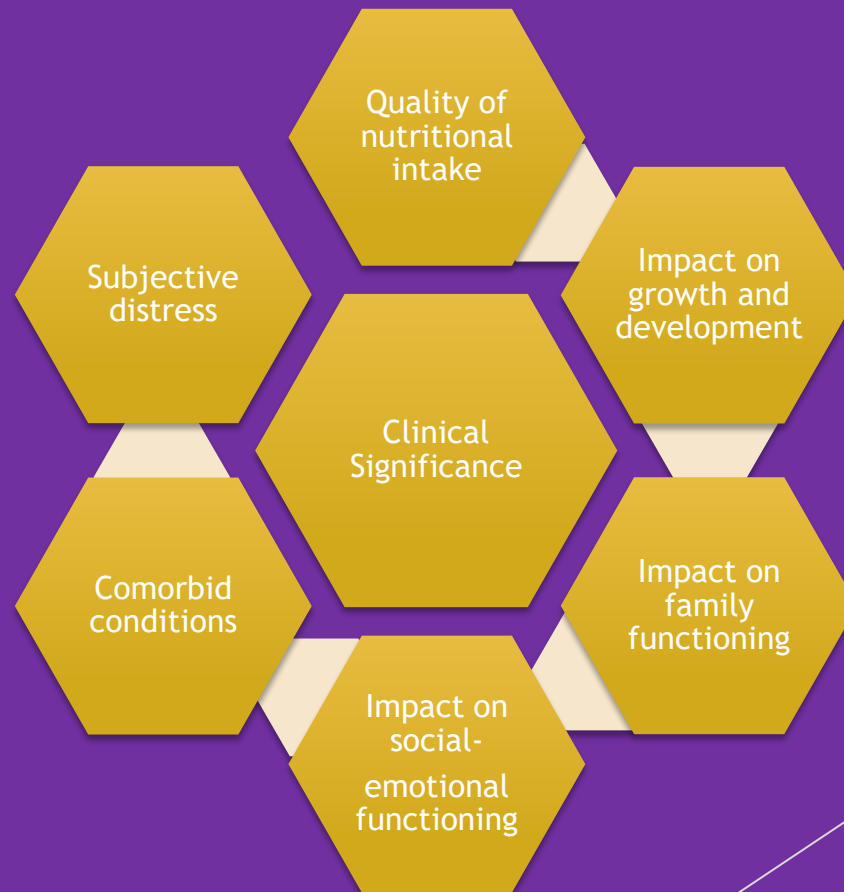 Quality of
nutritional
intake
Impact on
growth and
development
Impact on
family
functioning
Impact on
social-
emotional
functioning
Comorbid
conditions
Subjective
distress
Clinical
Significance